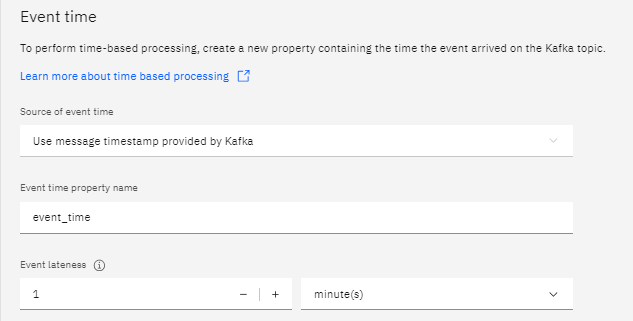 Event time
To perform time-based processing, create a new property containing the time the event arrived on the Kafka topic.
Learn more about time based processing
Source of event time
Use message timestamp provided by Kafka
Event time property name
event_time
Event lateness
1 − + minute(s)